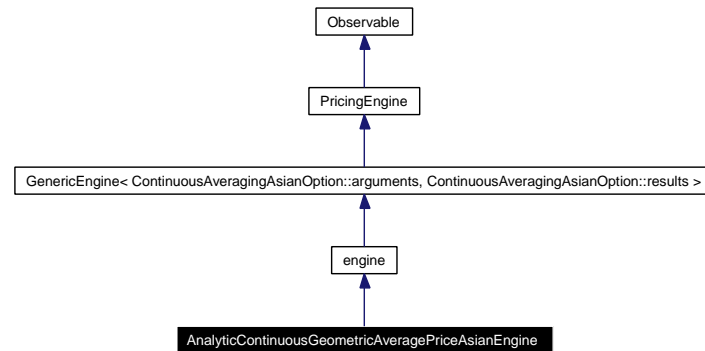 Observable
PricingEngine
GenericEngine< ContinuousAveragingAsianOption::arguments, ContinuousAveragingAsianOption::results >
engine
AnalyticContinuousGeometricAveragePriceAsianEngine